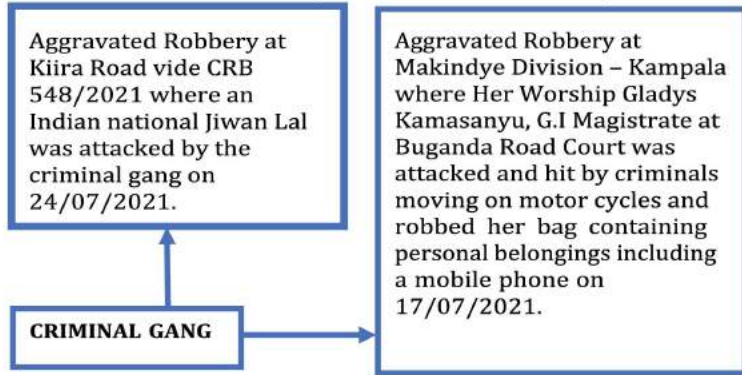 Aggravated Robbery at
Kiira Road vide CRB
548/2021 where an
Indian national Jiwan Lal
was attacked by the
criminal gang on
24/07/2021.
Aggravated Robbery at
Makindye Division – Kampala
where Her Worship Gladys
Kamasanyu, G.I Magistrate at
Buganda Road Court was
attacked and hit by criminals
moving on motor cycles and
robbed her bag containing
personal belongings including
a mobile phone on
17/07/2021.
CRIMINAL GANG